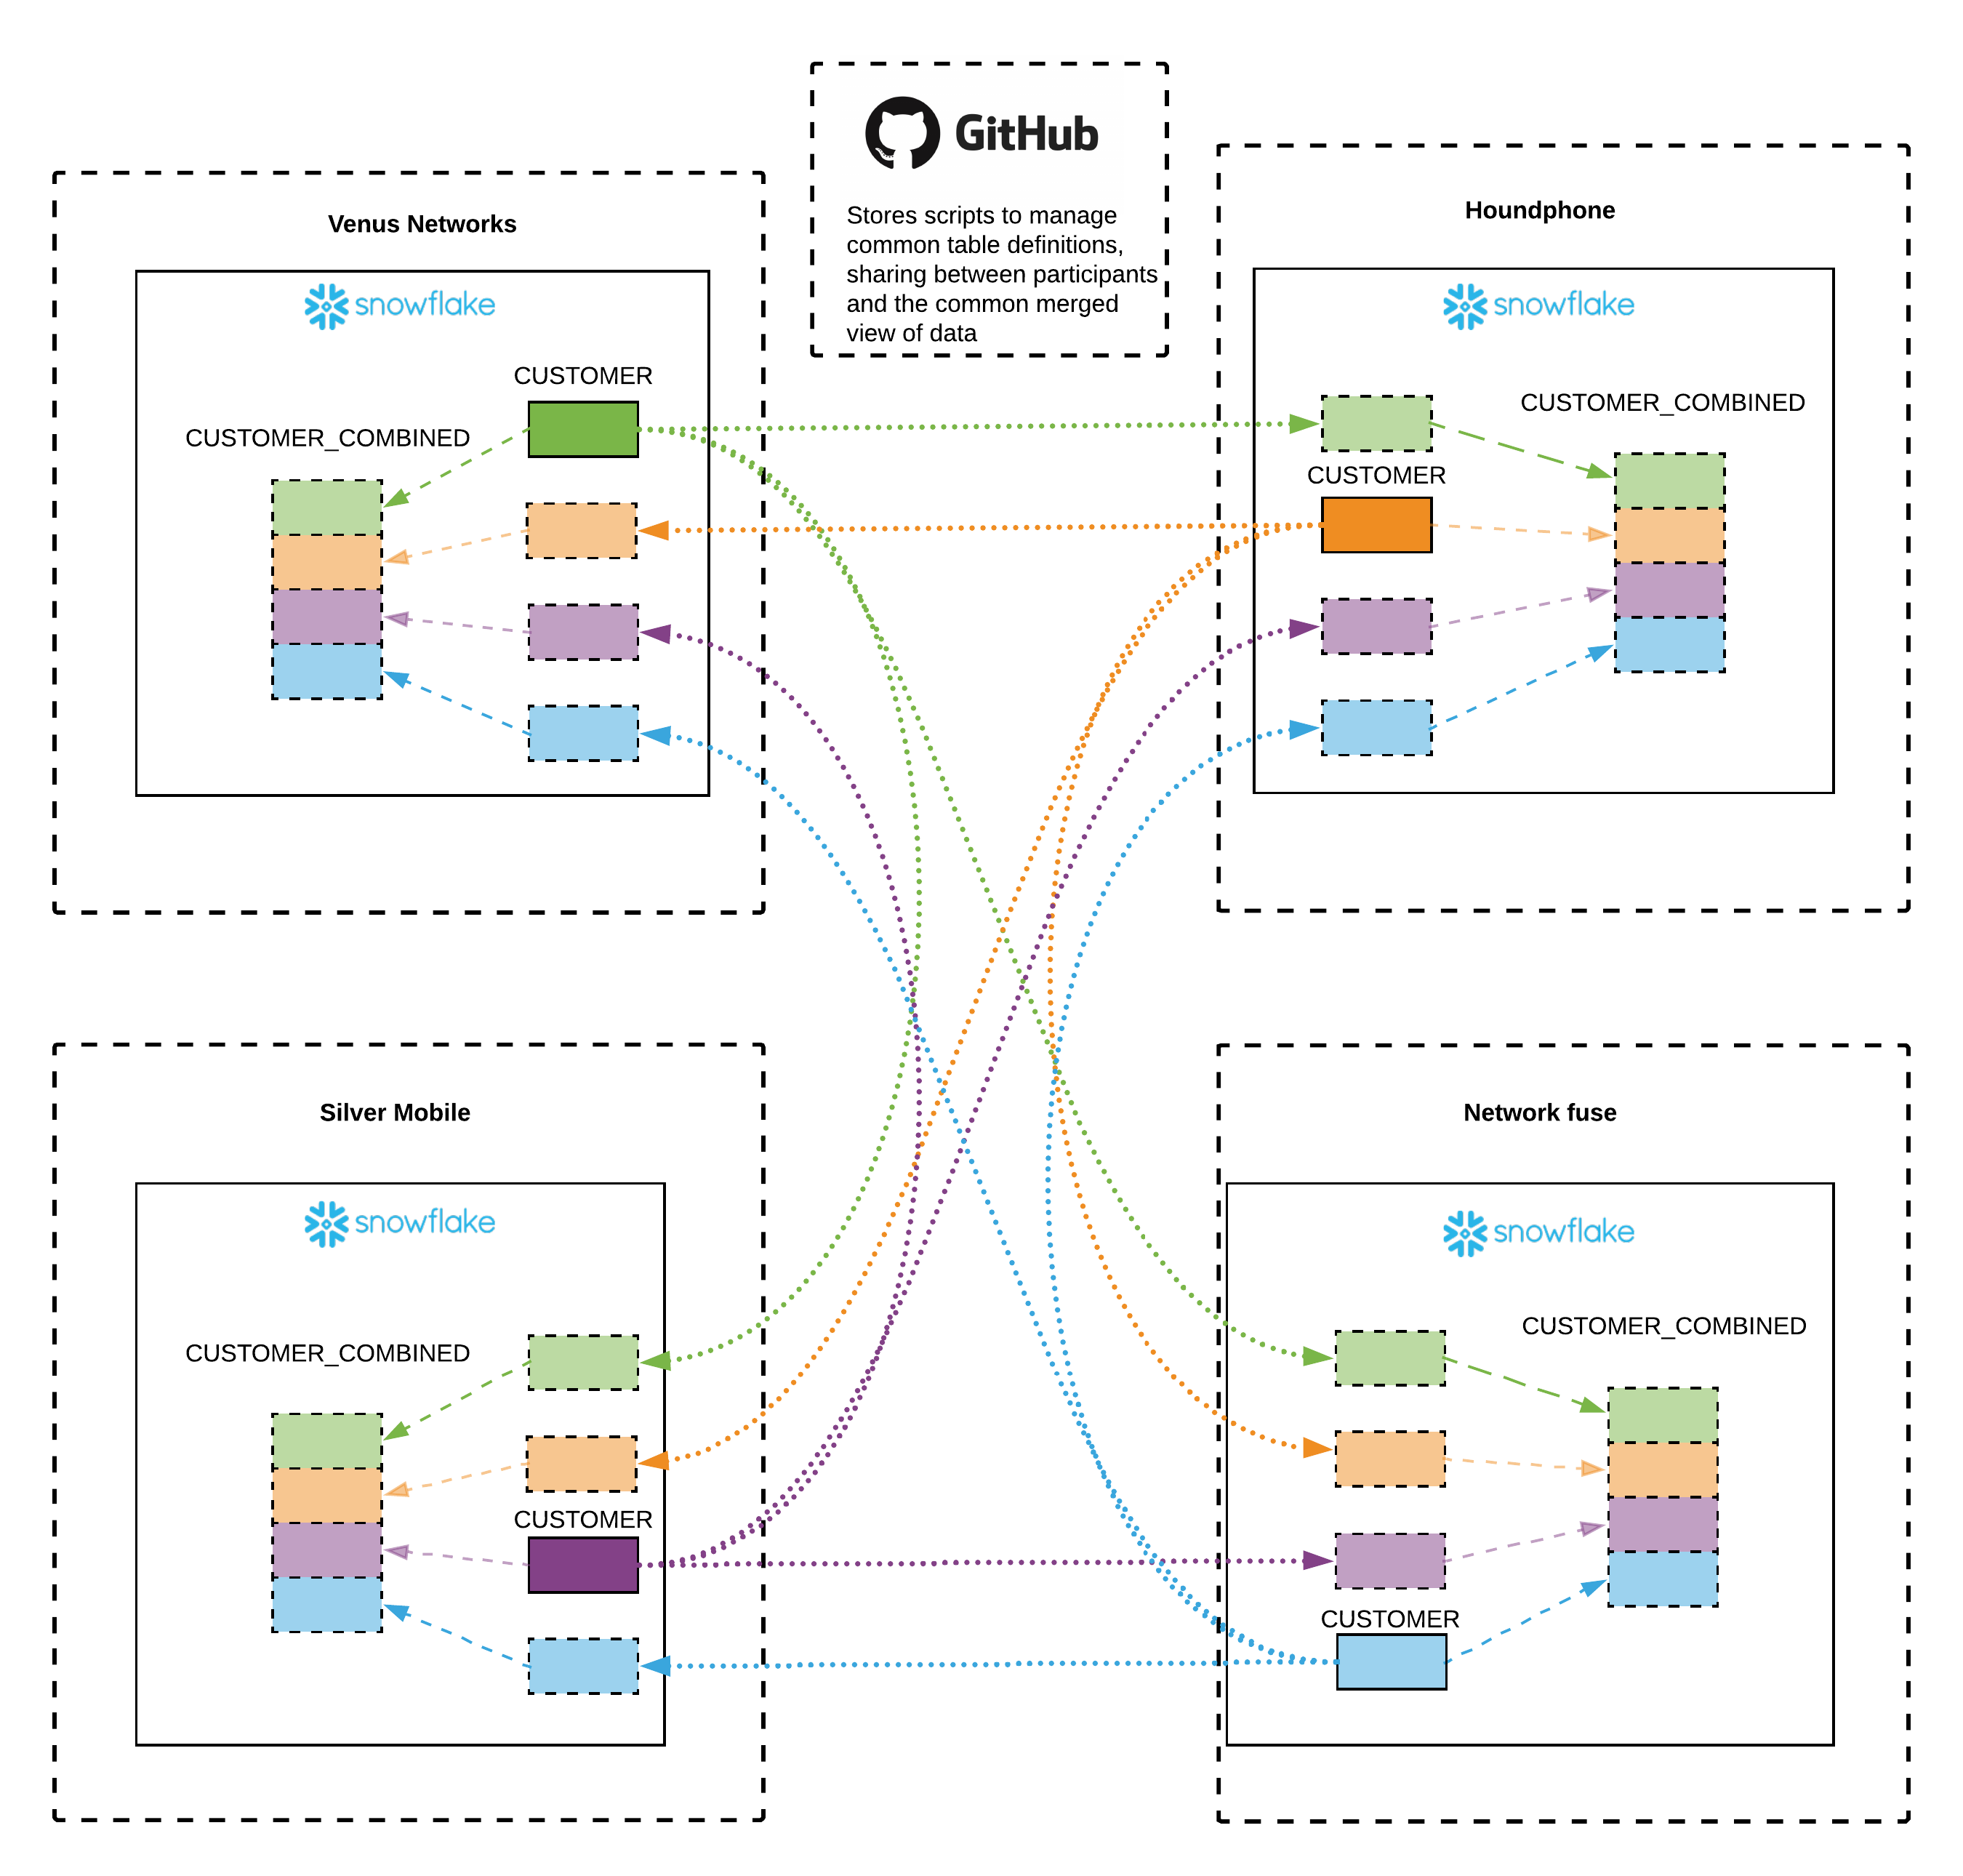 GitHub
Stores scripts to manage
common table definitions,
sharing between participants
and the common merged
view of data
Venus Networks
snowflake
CUSTOMER
CUSTOMER_COMBINED
Houndphone
snowflake
CUSTOMER_COMBINED
CUSTOMER
Silver Mobile
snowflake
CUSTOMER_COMBINED
CUSTOMER
Network fuse
snowflake
CUSTOMER_COMBINED
CUSTOMER